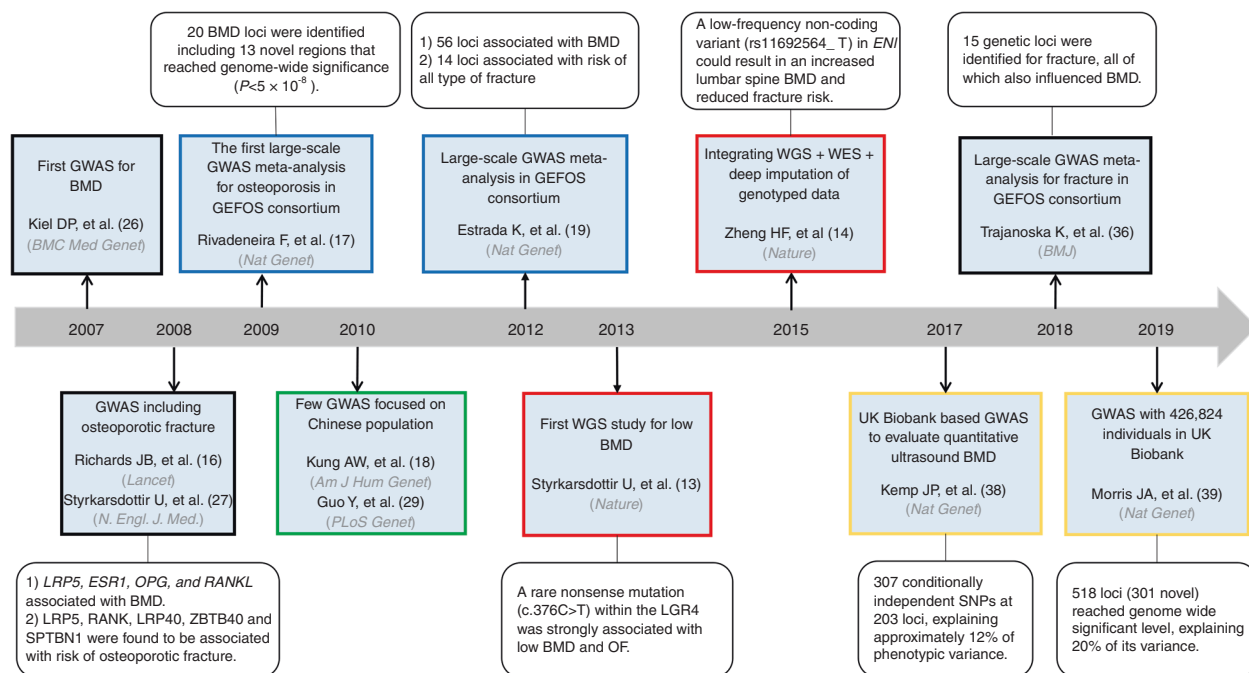 20 BMD loci were identified
including 13 novel regions that
reached genome-wide significance
(P<5 × 10⁻⁸ ).
1) 56 loci associated with BMD
2) 14 loci associated with risk of
all type of fracture
A low-frequency non-coding
variant (rs11692564_ T) in ENI
could result in an increased
lumbar spine BMD and
reduced fracture risk.
15 genetic loci were
identified for fracture, all of
which also influenced BMD.
First GWAS for
BMD
Kiel DP, et al. (26)
(BMC Med Genet)
The first large-scale
GWAS meta-analysis
for osteoporosis in
GEFOS consortium
Rivadeneira F, et al. (17)
(Nat Genet)
Large-scale GWAS meta-
analysis in GEFOS
consortium
Estrada K, et al. (19)
(Nat Genet)
Integrating WGS + WES +
deep imputation of
genotyped data
Zheng HF, et al (14)
(Nature)
Large-scale GWAS meta-
analysis for fracture in
GEFOS consortium
Trajanoska K, et al. (36)
(BMJ)
2007 2008 2009 2010 2012 2013 2015 2017 2018 2019
GWAS including
osteoporotic fracture
Richards JB, et al. (16)
(Lancet)
Styrkarsdottir U, et al. (27)
(N. Engl. J. Med.)
Few GWAS focused on
Chinese population
Kung AW, et al. (18)
(Am J Hum Genet)
Guo Y, et al. (29)
(PLoS Genet)
First WGS study for low
BMD
Styrkarsdottir U, et al. (13)
(Nature)
UK Biobank based GWAS
to evaluate quantitative
ultrasound BMD
Kemp JP, et al. (38)
(Nat Genet)
GWAS with 426,824
individuals in UK
Biobank
Morris JA, et al. (39)
(Nat Genet)
1) LRP5, ESR1, OPG, and RANKL
associated with BMD.
2) LRP5, RANK, LRP40, ZBTB40 and
SPTBN1 were found to be associated
with risk of osteoporotic fracture.
A rare nonsense mutation
(c.376C>T) within the LGR4
was strongly associated with
low BMD and OF.
307 conditionally
independent SNPs at
203 loci, explaining
approximately 12% of
phenotypic variance.
518 loci (301 novel)
reached genome wide
significant level, explaining
20% of its variance.